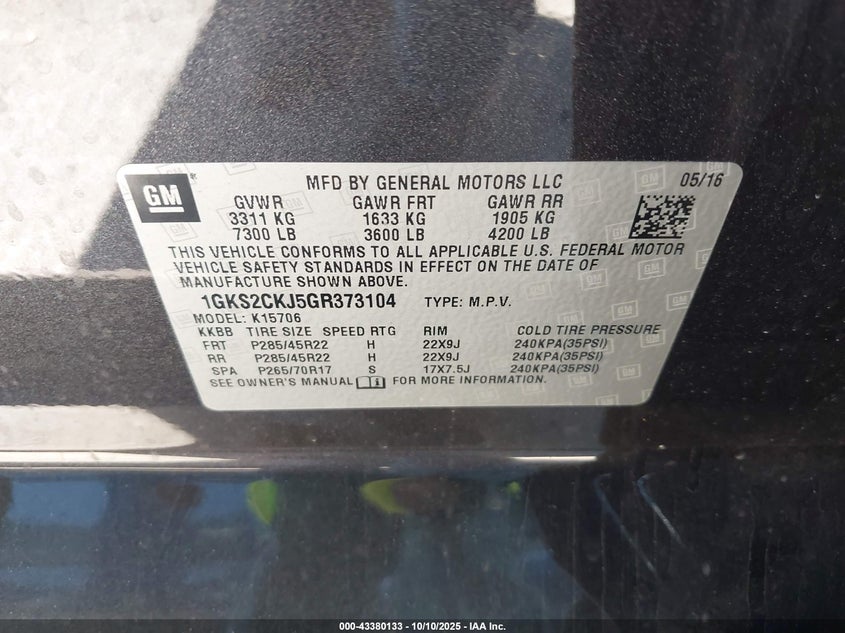 GM
MFD BY GENERAL MOTORS LLC 05/16
GVWR GAWR FRT GAWR RR
3311 KG 1633 KG 1905 KG
7300 LB 3600 LB 4200 LB
THIS VEHICLE CONFORMS TO ALL APPLICABLE U.S. FEDERAL MOTOR
VEHICLE SAFETY STANDARDS IN EFFECT ON THE DATE OF
MANUFACTURE SHOWN ABOVE.
1GKS2CKJ5GR373104 TYPE: M.P.V.
MODEL: K15706
KKBB TIRE SIZE SPEED RTG RIM COLD TIRE PRESSURE
FRT P285/45R22 H 22X9J 240KPA(35PSI)
RR P285/45R22 H 22X9J 240KPA(35PSI)
SPA P265/70R17 S 17X7.5J 240KPA(35PSI)
SEE OWNER'S MANUAL FOR MORE INFORMATION.
000-43380133 - 10/10/2025 - IAA Inc.